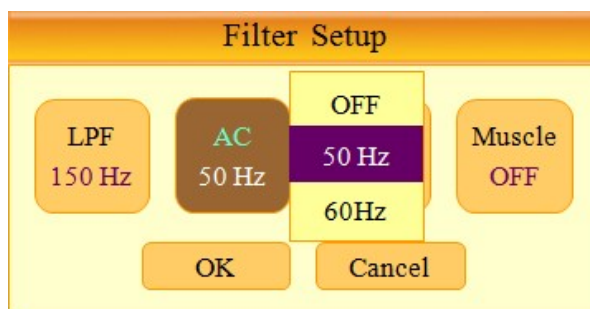 Filter Setup
LPF
150 Hz
AC
50 Hz
OFF
50 Hz
60Hz
Muscle
OFF
OK
Cancel